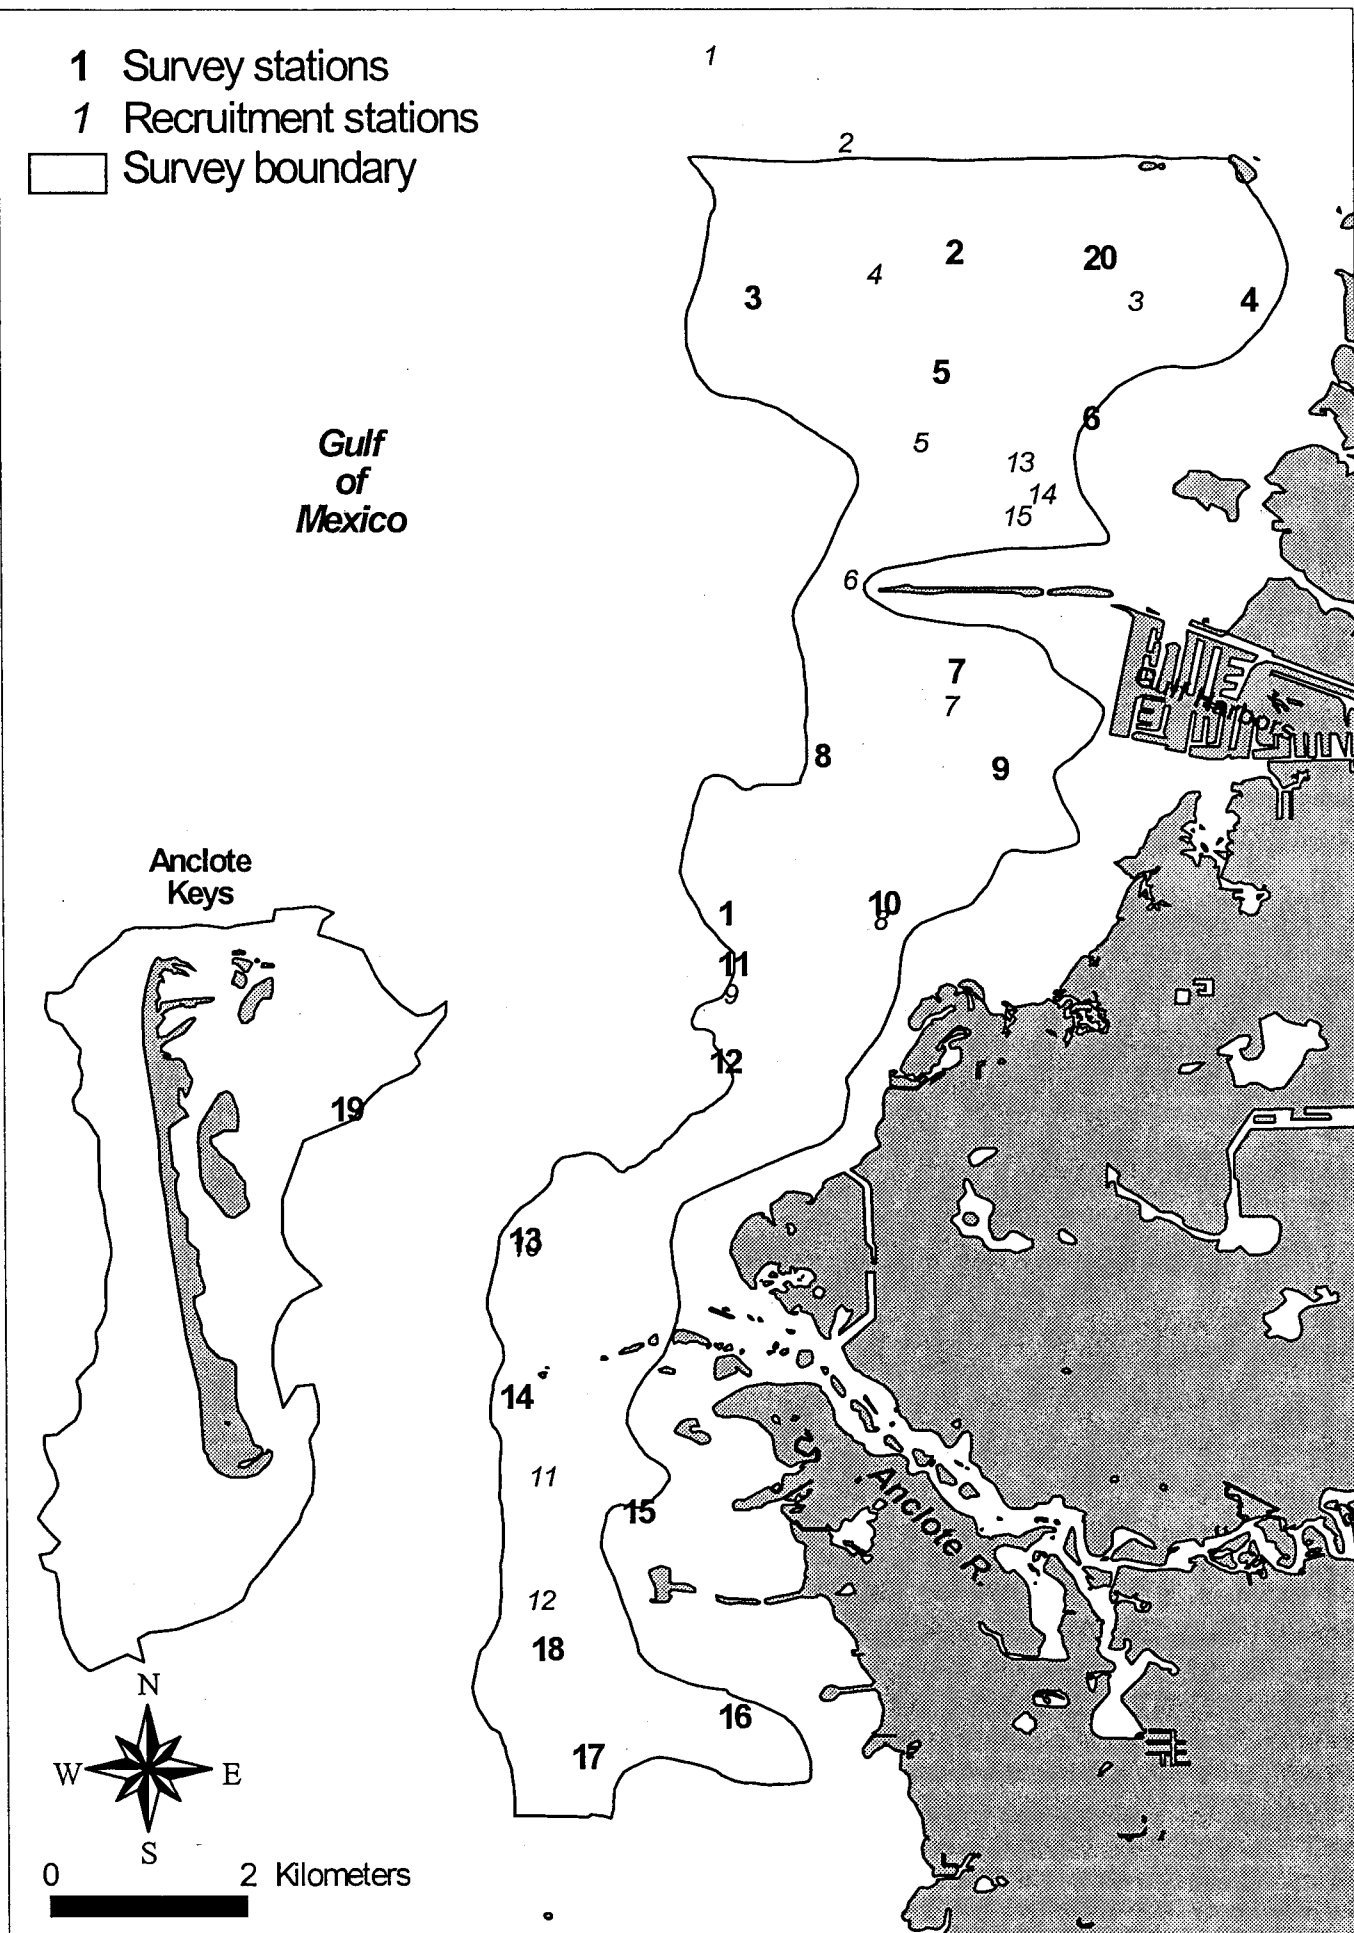 1 Survey stations
1 Recruitment stations
Survey boundary
1
2
2
20
4
3
3
4
5
6
5
13
14
15
Gulf
of
Mexico
6
7
7
Gulf Harbors
8
9
Anclote
Keys
1
10
8
11
9
12
19
13
10
14
11
15
Anclote R.
12
18
16
17
N
W E
S
0 2 Kilometers